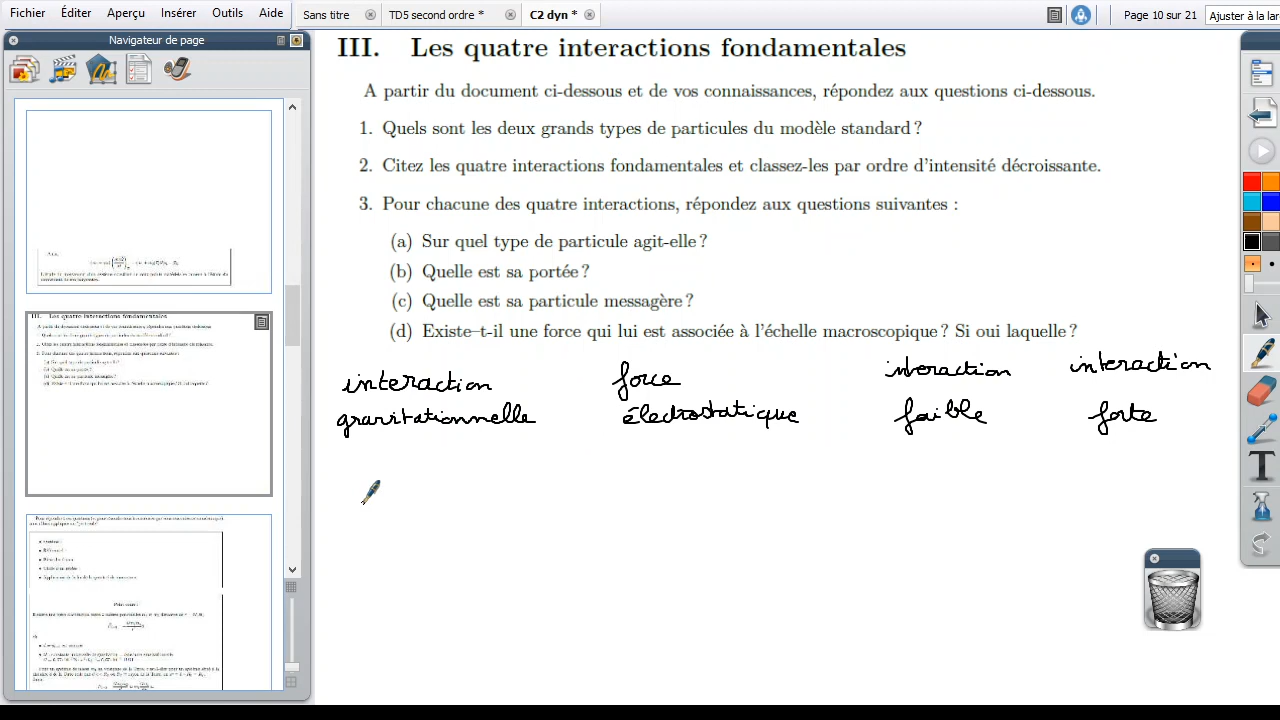 Fichier Éditer Aperçu Insérer Outils Aide
Sans titre
TD5 second ordre *
C2 dyn *
Page 10 sur 21
Ajuster à la lar
Navigateur de page
III. Les quatre interactions fondamentales
A partir du document ci-dessous et de vos connaissances, répondez aux questions ci-dessous.
1. Quels sont les deux grands types de particules du modèle standard ?
2. Citez les quatre interactions fondamentales et classez-les par ordre d'intensité décroissante.
3. Pour chacune des quatre interactions, répondez aux questions suivantes :
(a) Sur quel type de particule agit-elle ?
(b) Quelle est sa portée ?
(c) Quelle est sa particule messagère ?
(d) Existe–t-il une force qui lui est associée à l'échelle macroscopique ? Si oui laquelle ?
interaction
gravitationnelle
force
électrostatique
interaction
faible
interaction
forte
III. Les quatre interactions fondamentales